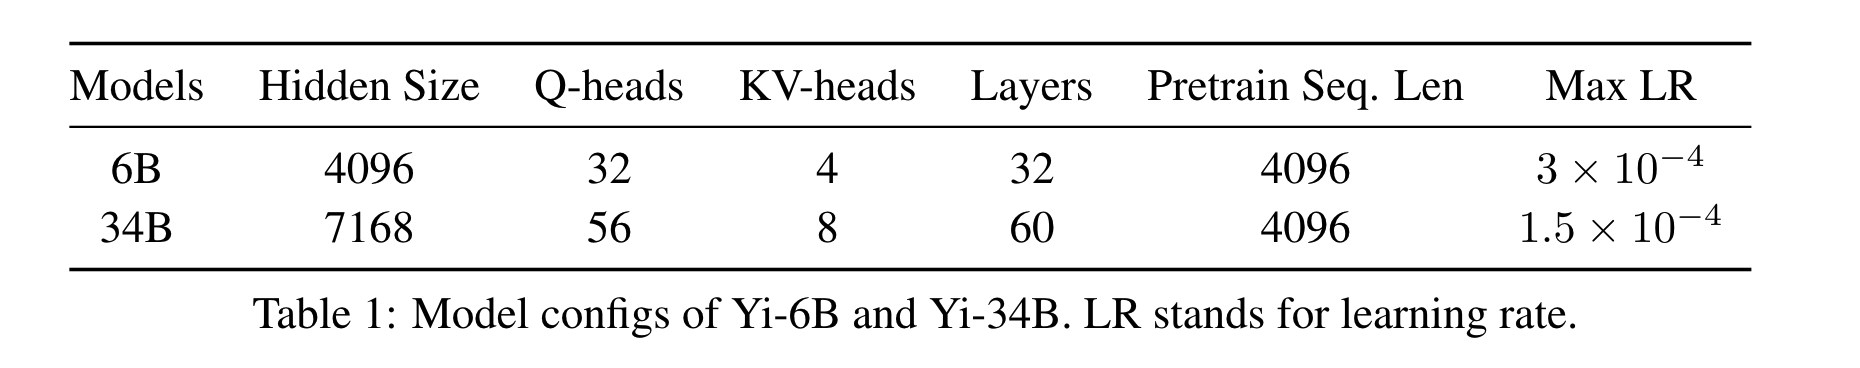 Models Hidden Size Q-heads KV-heads Layers Pretrain Seq. Len Max LR
6B 4096 32 4 32 4096 3 × 10⁻⁴
34B 7168 56 8 60 4096 1.5 × 10⁻⁴
Table 1: Model configs of Yi-6B and Yi-34B. LR stands for learning rate.